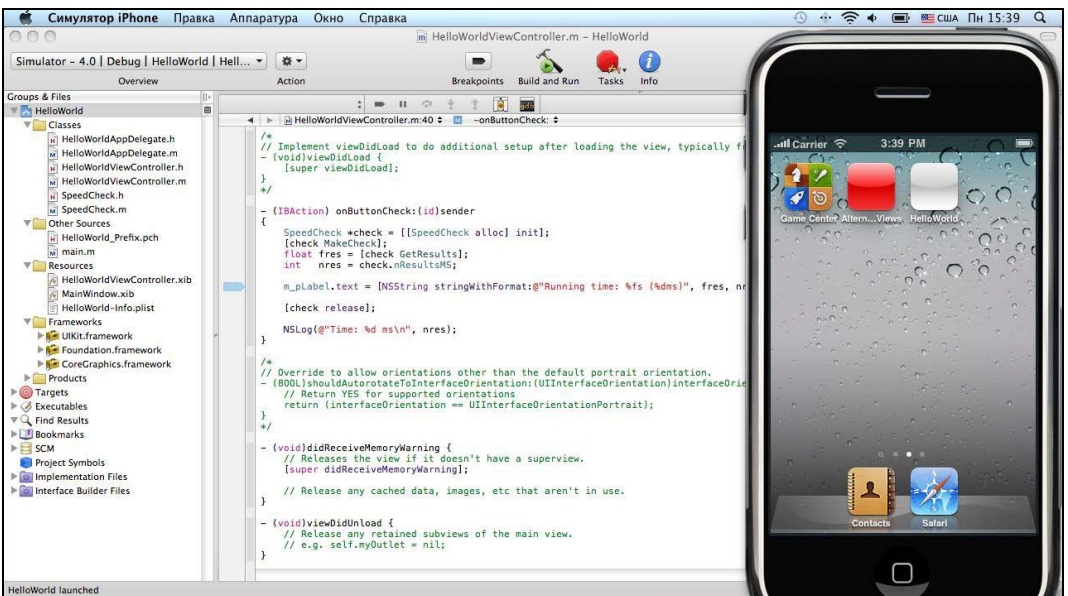 Симулятор iPhone Правка Аппаратура Окно Справка США Пн 15:39
HelloWorldViewController.m – HelloWorld
Simulator – 4.0 | Debug | HelloWorld | Hell...
Overview Action Breakpoints Build and Run Tasks Info
Groups & Files
HelloWorld
Classes
HelloWorldAppDelegate.h
HelloWorldAppDelegate.m
HelloWorldViewController.h
HelloWorldViewController.m
SpeedCheck.h
SpeedCheck.m
Other Sources
HelloWorld_Prefix.pch
main.m
Resources
HelloWorldViewController.xib
MainWindow.xib
HelloWorld-Info.plist
Frameworks
UIKit.framework
Foundation.framework
CoreGraphics.framework
Products
Targets
Executables
Find Results
Bookmarks
SCM
Project Symbols
Implementation Files
Interface Builder Files
HelloWorld launched
HelloWorldViewController.m:40 -onButtonCheck:
/*
// Implement viewDidLoad to do additional setup after loading the view, typically f
- (void)viewDidLoad {
[super viewDidLoad];
}
*/
- (IBAction) onButtonCheck:(id)sender
{
SpeedCheck *check = [[SpeedCheck alloc] init];
[check MakeCheck];
float fres = [check GetResults];
int nres = check.nResultsMS;
m_pLabel.text = [NSString stringWithFormat:@"Running time: %fs (%dms)", fres, nr
[check release];
NSLog(@"Time: %d ms\n", nres);
}
/*
// Override to allow orientations other than the default portrait orientation.
- (BOOL)shouldAutorotateToInterfaceOrientation:(UIInterfaceOrientation)interfaceOrie
// Return YES for supported orientations
return (interfaceOrientation == UIInterfaceOrientationPortrait);
}
*/
- (void)didReceiveMemoryWarning {
// Releases the view if it doesn't have a superview.
[super didReceiveMemoryWarning];
// Release any cached data, images, etc that aren't in use.
}
- (void)viewDidUnload {
// Release any retained subviews of the main view.
// e.g. self.myOutlet = nil;
}
Carrier 3:39 PM
Game Center Altern...Views HelloWorld
Contacts Safari